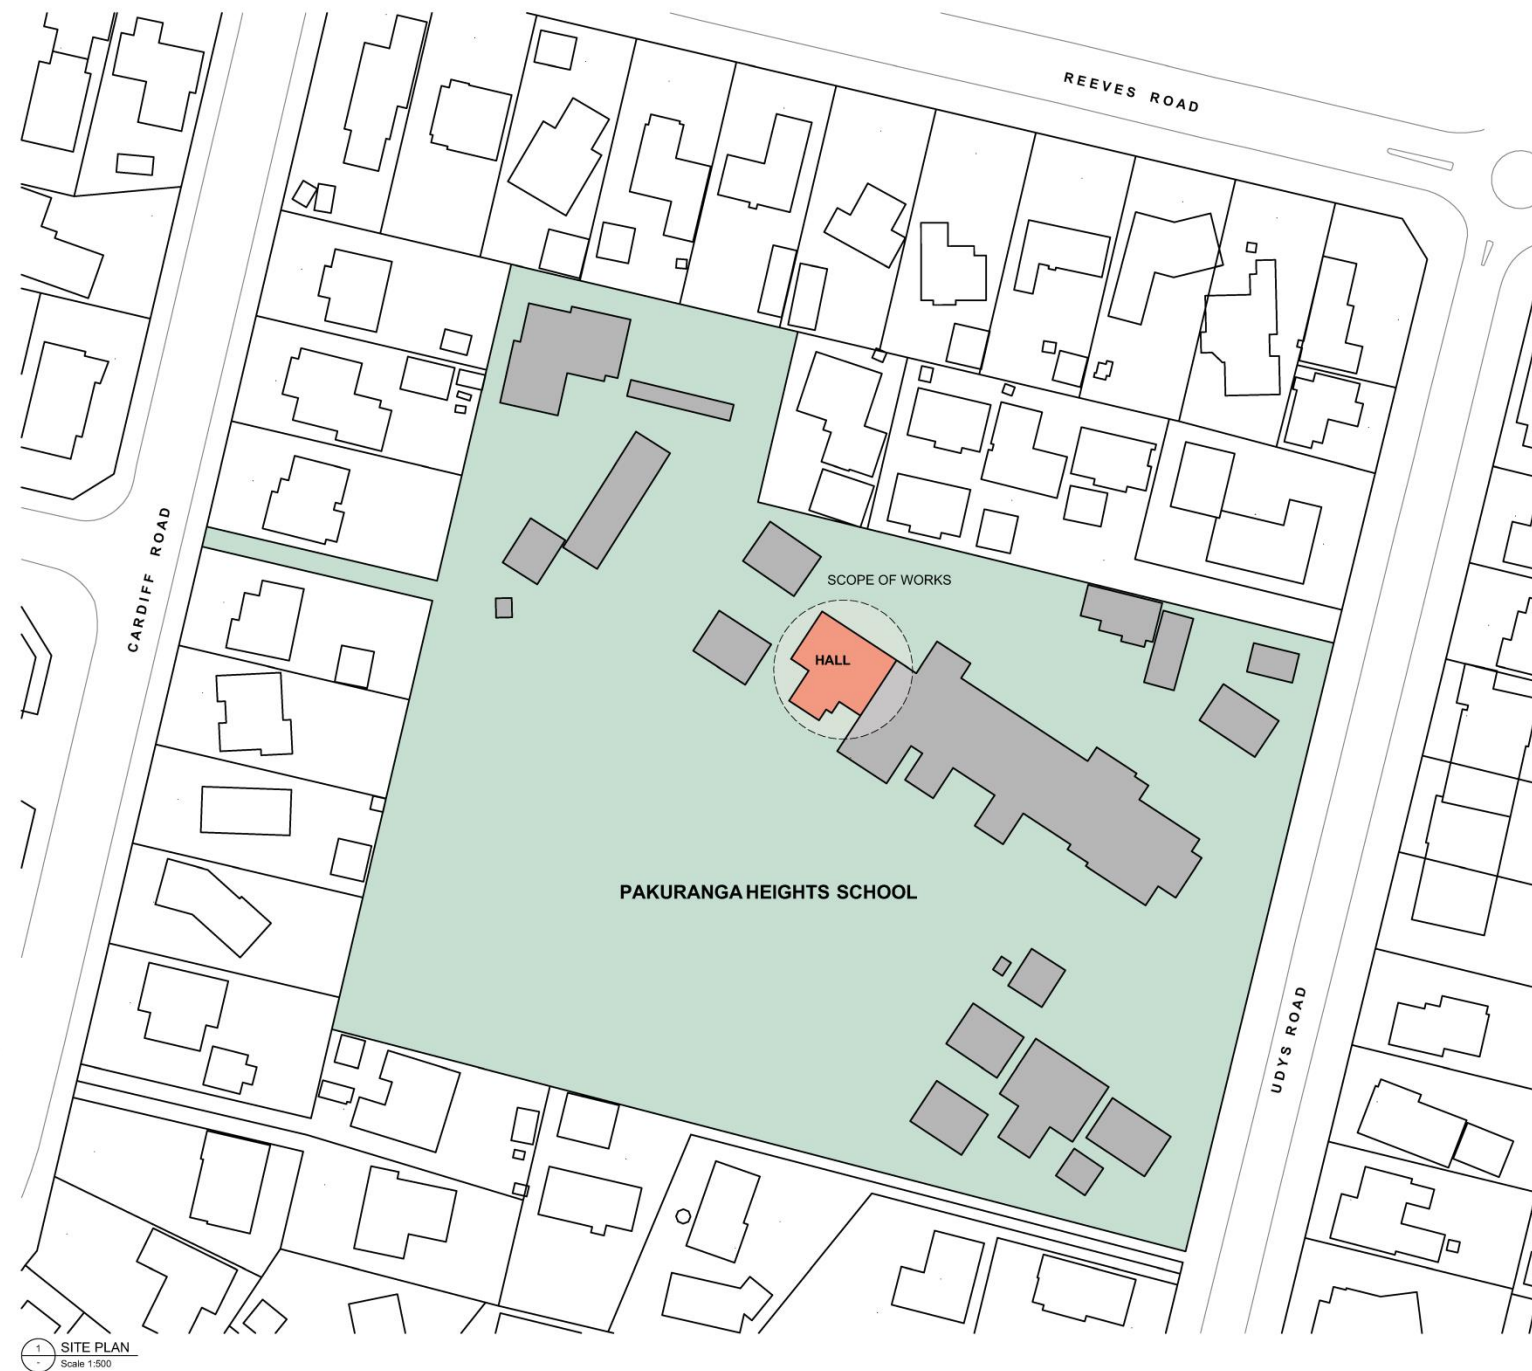 REEVES ROAD
CARDIFF ROAD
SCOPE OF WORKS
HALL
PAKURANGA HEIGHTS SCHOOL
UDYS ROAD
1
-
SITE PLAN
Scale 1:500